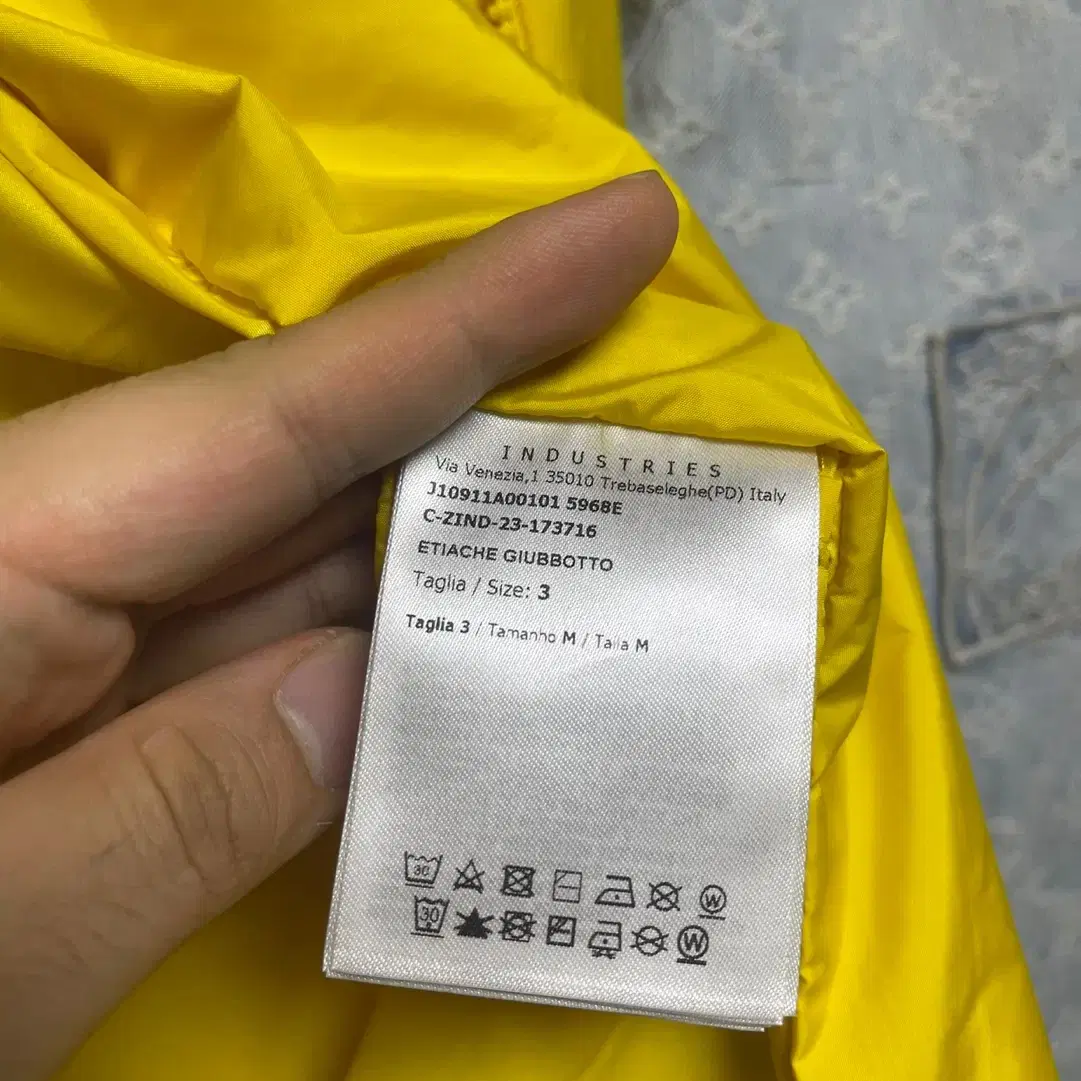 INDUSTRIES
Via Venezia,1 35010 Trebaseleghe(PD) Italy
J10911A00101 5968E
C-ZIND-23-173716
ETIACHE GIUBBOTTO
Taglia / Size: 3
Taglia 3 / Tamanho M / Talla M
30 W
30 W